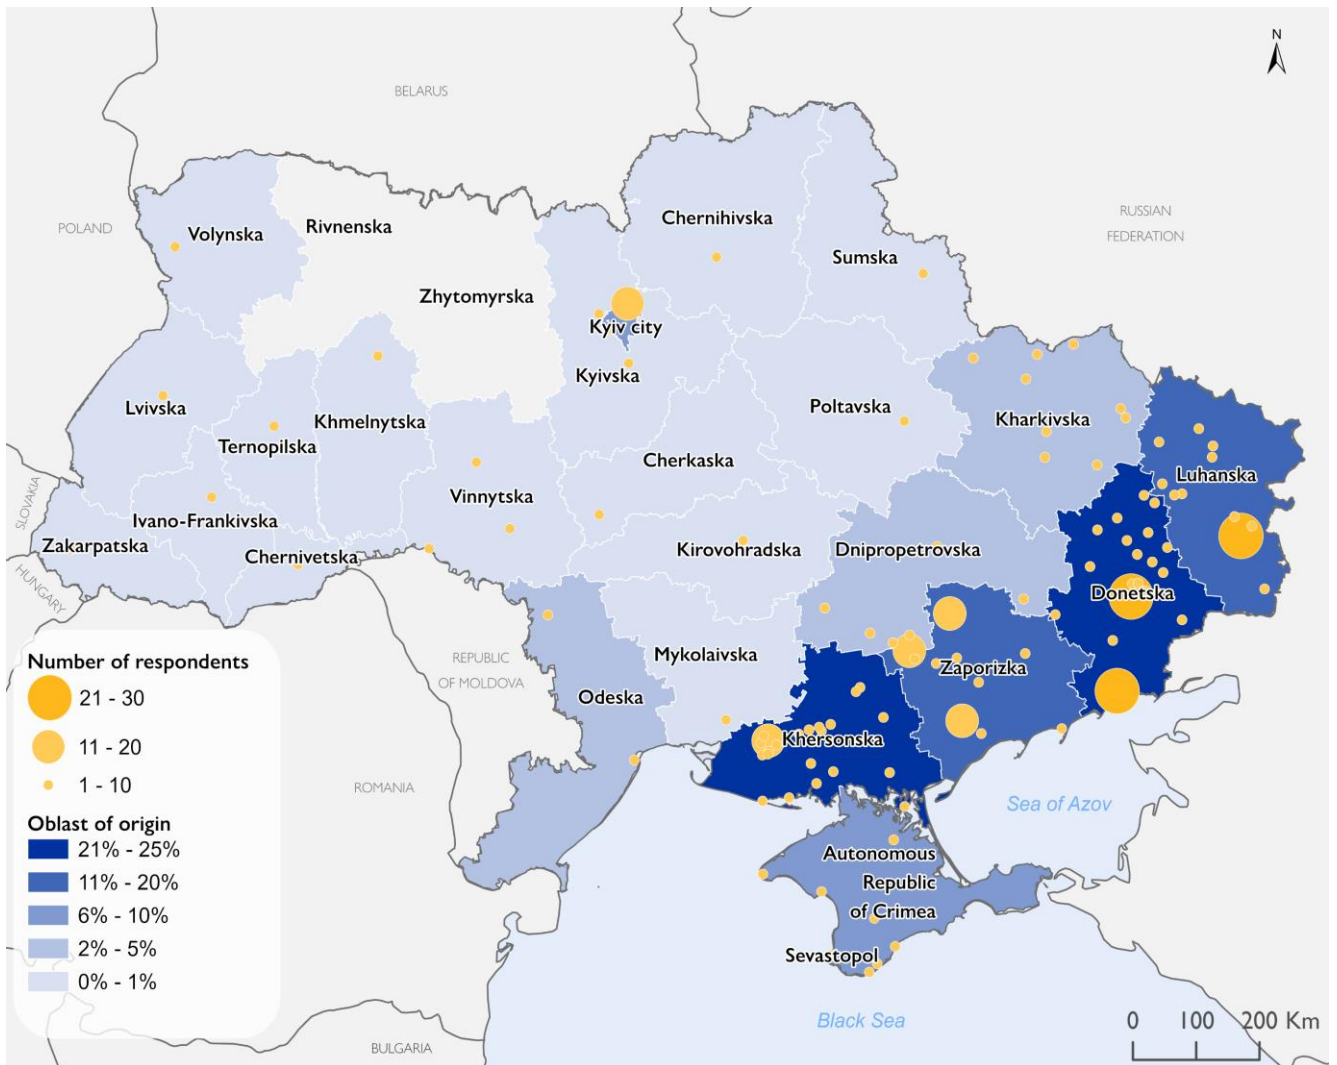 N
BELARUS
POLAND
RUSSIAN
FEDERATION
Volynska
Rivnenska
Chernihivska
Sumska
Zhytomyrska
Kyiv city
Kyivska
Lvivska
Ternopilska
Khmelnytska
Poltavska
Kharkivska
Cherkaska
Luhanska
Vinnytska
SLOVAKIA
Ivano-Frankivska
Zakarpatska
Chernivetska
Kirovohradska
Dnipropetrovska
HUNGARY
Donetska
Mykolaivska
REPUBLIC
OF MOLDOVA
Zaporizka
Odeska
Khersonska
ROMANIA
Sea of Azov
Autonomous
Republic
of Crimea
Sevastopol
Black Sea
BULGARIA
Number of respondents
21 - 30
11 - 20
1 - 10
Oblast of origin
21% - 25%
11% - 20%
6% - 10%
2% - 5%
0% - 1%
0 100 200 Km